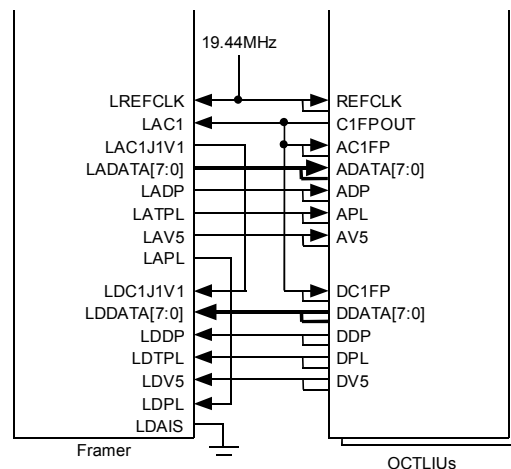 19.44MHz
LREFCLK REFCLK
LAC1 C1FPOUT
LAC1J1V1 AC1FP
LADATA[7:0] ADATA[7:0]
LADP ADP
LATPL APL
LAV5 AV5
LAPL
LDC1J1V1 DC1FP
LDDATA[7:0] DDATA[7:0]
LDDP DDP
LDTPL DPL
LDV5 DV5
LDPL
LDAIS
Framer
OCTLIUs